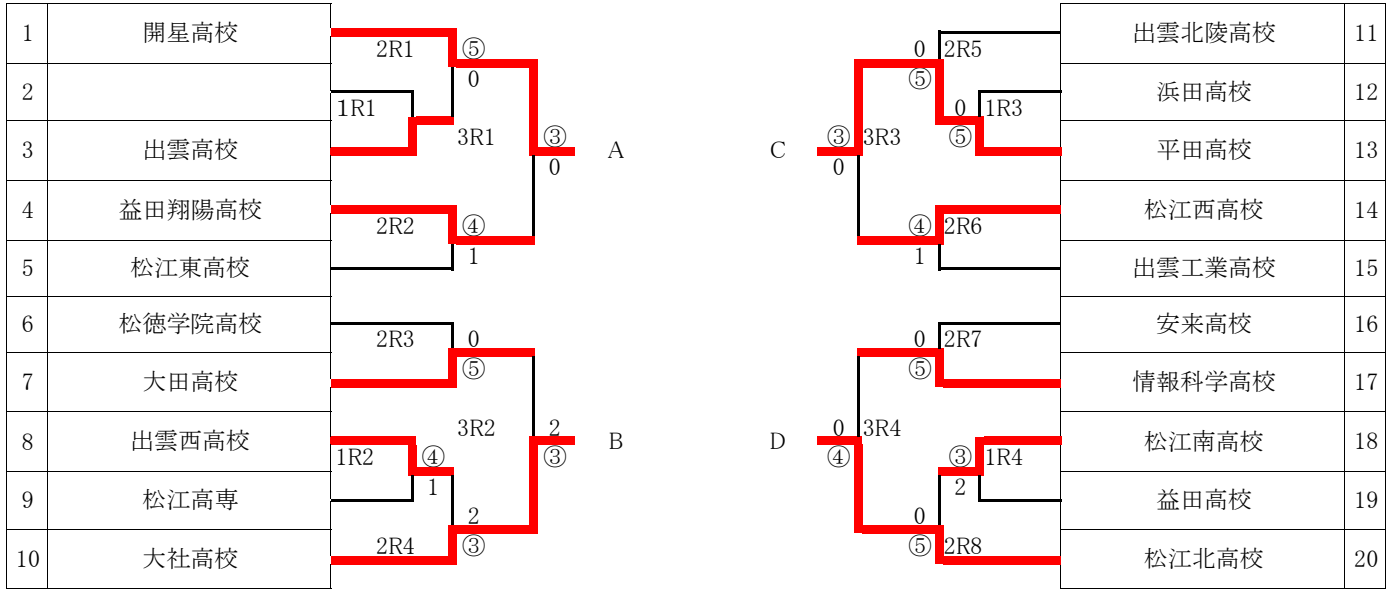 1 開星高校
2
3 出雲高校
4 益田翔陽高校
5 松江東高校
6 松徳学院高校
7 大田高校
8 出雲西高校
9 松江高専
10 大社高校
2R1 ⑤
0
1R1
3R1 ③ A
0
2R2 ④
1
2R3 0
⑤
3R2 2 B
③
1R2 ④
1
2
2R4 ③
0 2R5
⑤
0 1R3
⑤
C ③ 3R3
0
④ 2R6
1
0 2R7
⑤
D 0 3R4
④
③ 1R4
2
0
⑤ 2R8
出雲北陵高校 11
浜田高校 12
平田高校 13
松江西高校 14
出雲工業高校 15
安来高校 16
情報科学高校 17
松江南高校 18
益田高校 19
松江北高校 20